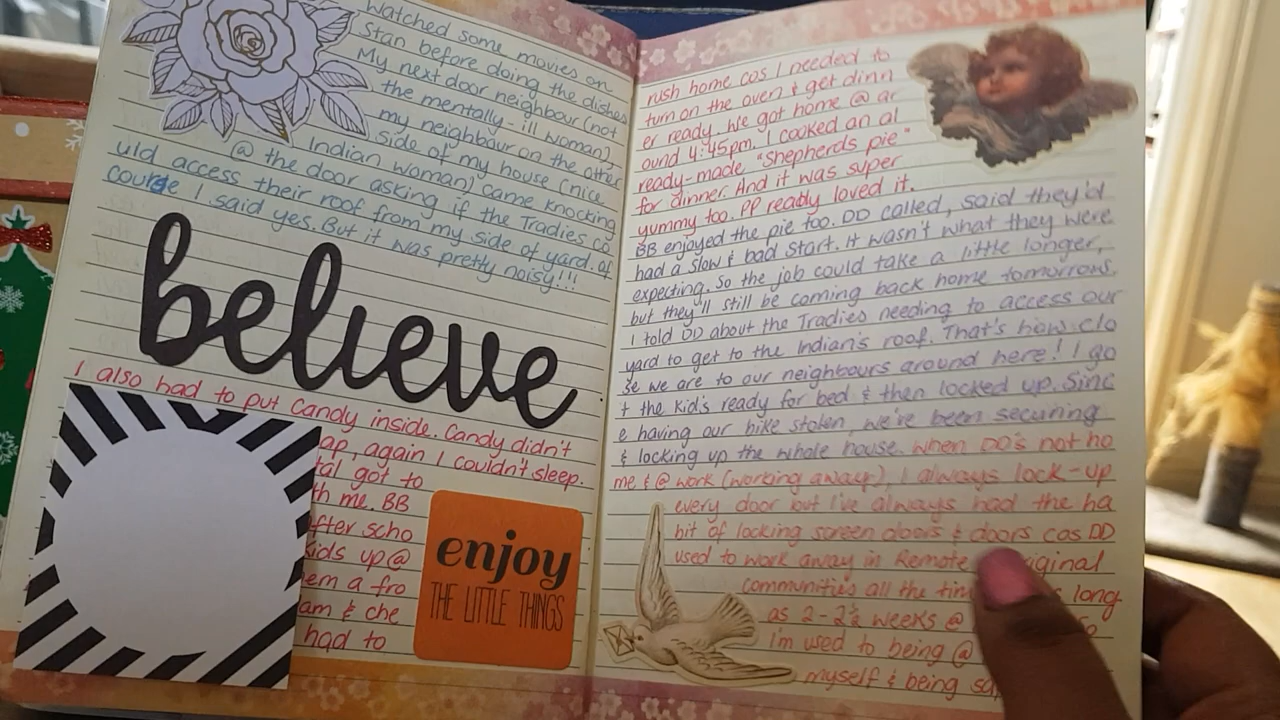 Watched some movies on
Stan before doing the dishes
My next door neighbour (not
the mentally-ill woman),
my neighbour on the other
side of my house (nice
Indian woman) came knocking
@ the door asking if the Tradies co
uld access their roof from my side of yard. of
course I said yes. But it was pretty noisy!!!
believe
I also had to put Candy inside. Candy didn't
ap, again I couldn't sleep.
tal got to
th me. BB
after scho
kids up @
em a fro
am & che
had to
enjoy
THE LITTLE THINGS
rush home cos I needed to
turn on the oven & get dinn
er ready. We got home @ ar
ound 4:45pm. I cooked an al
ready-made, "Shepherds pie"
for dinner. And it was super
yummy too. PP really loved it.
BB enjoyed the pie too. DD called, said they'd
had a slow & bad start. It wasn't what they were
expecting. So the job could take a little longer,
but they'll still be coming back home tomorrows.
I told DD about the Tradies needing to access our
yard to get to the Indian's roof. That's how clo
se we are to our neighbours around here! I go
t the kid's ready for bed & then locked up. Sinc
e having our bike stolen, we've been securing
& locking up the whole house. When DD's not ho
me & @ work (working away), I always lock-up
every door but I've always had the ha
bit of locking screen doors & doors cos DD
used to work away in Remote iginal
communities all the tim long
as 2-2½ weeks @
I'm used to being @
myself & being sa